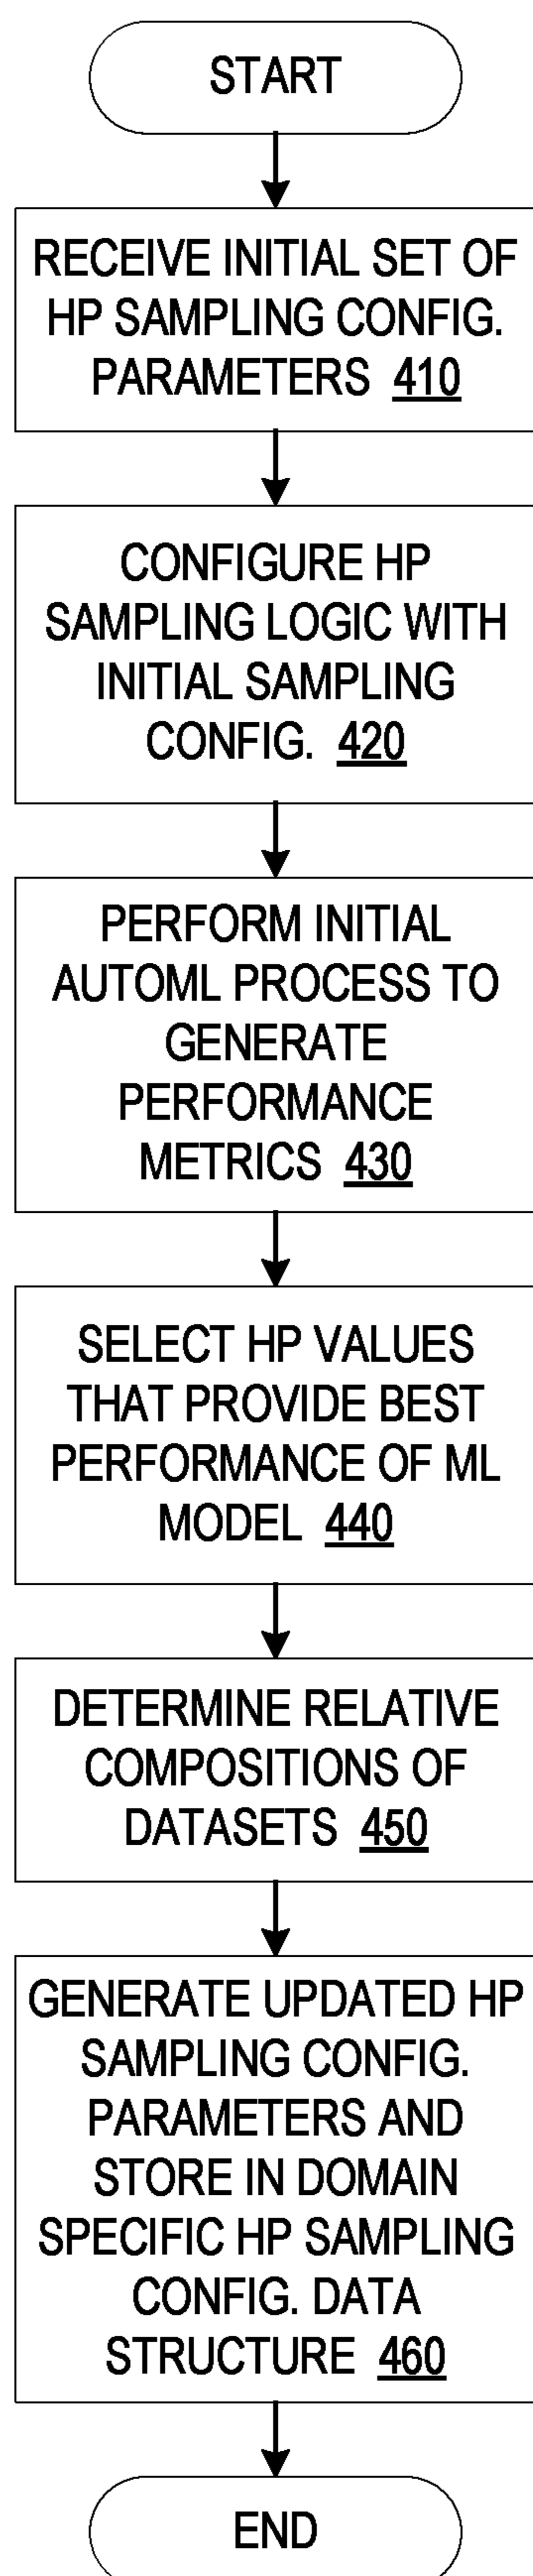 START
RECEIVE INITIAL SET OF
HP SAMPLING CONFIG.
PARAMETERS 410
CONFIGURE HP
SAMPLING LOGIC WITH
INITIAL SAMPLING
CONFIG. 420
PERFORM INITIAL
AUTOML PROCESS TO
GENERATE
PERFORMANCE
METRICS 430
SELECT HP VALUES
THAT PROVIDE BEST
PERFORMANCE OF ML
MODEL 440
DETERMINE RELATIVE
COMPOSITIONS OF
DATASETS 450
GENERATE UPDATED HP
SAMPLING CONFIG.
PARAMETERS AND
STORE IN DOMAIN
SPECIFIC HP SAMPLING
CONFIG. DATA
STRUCTURE 460
END